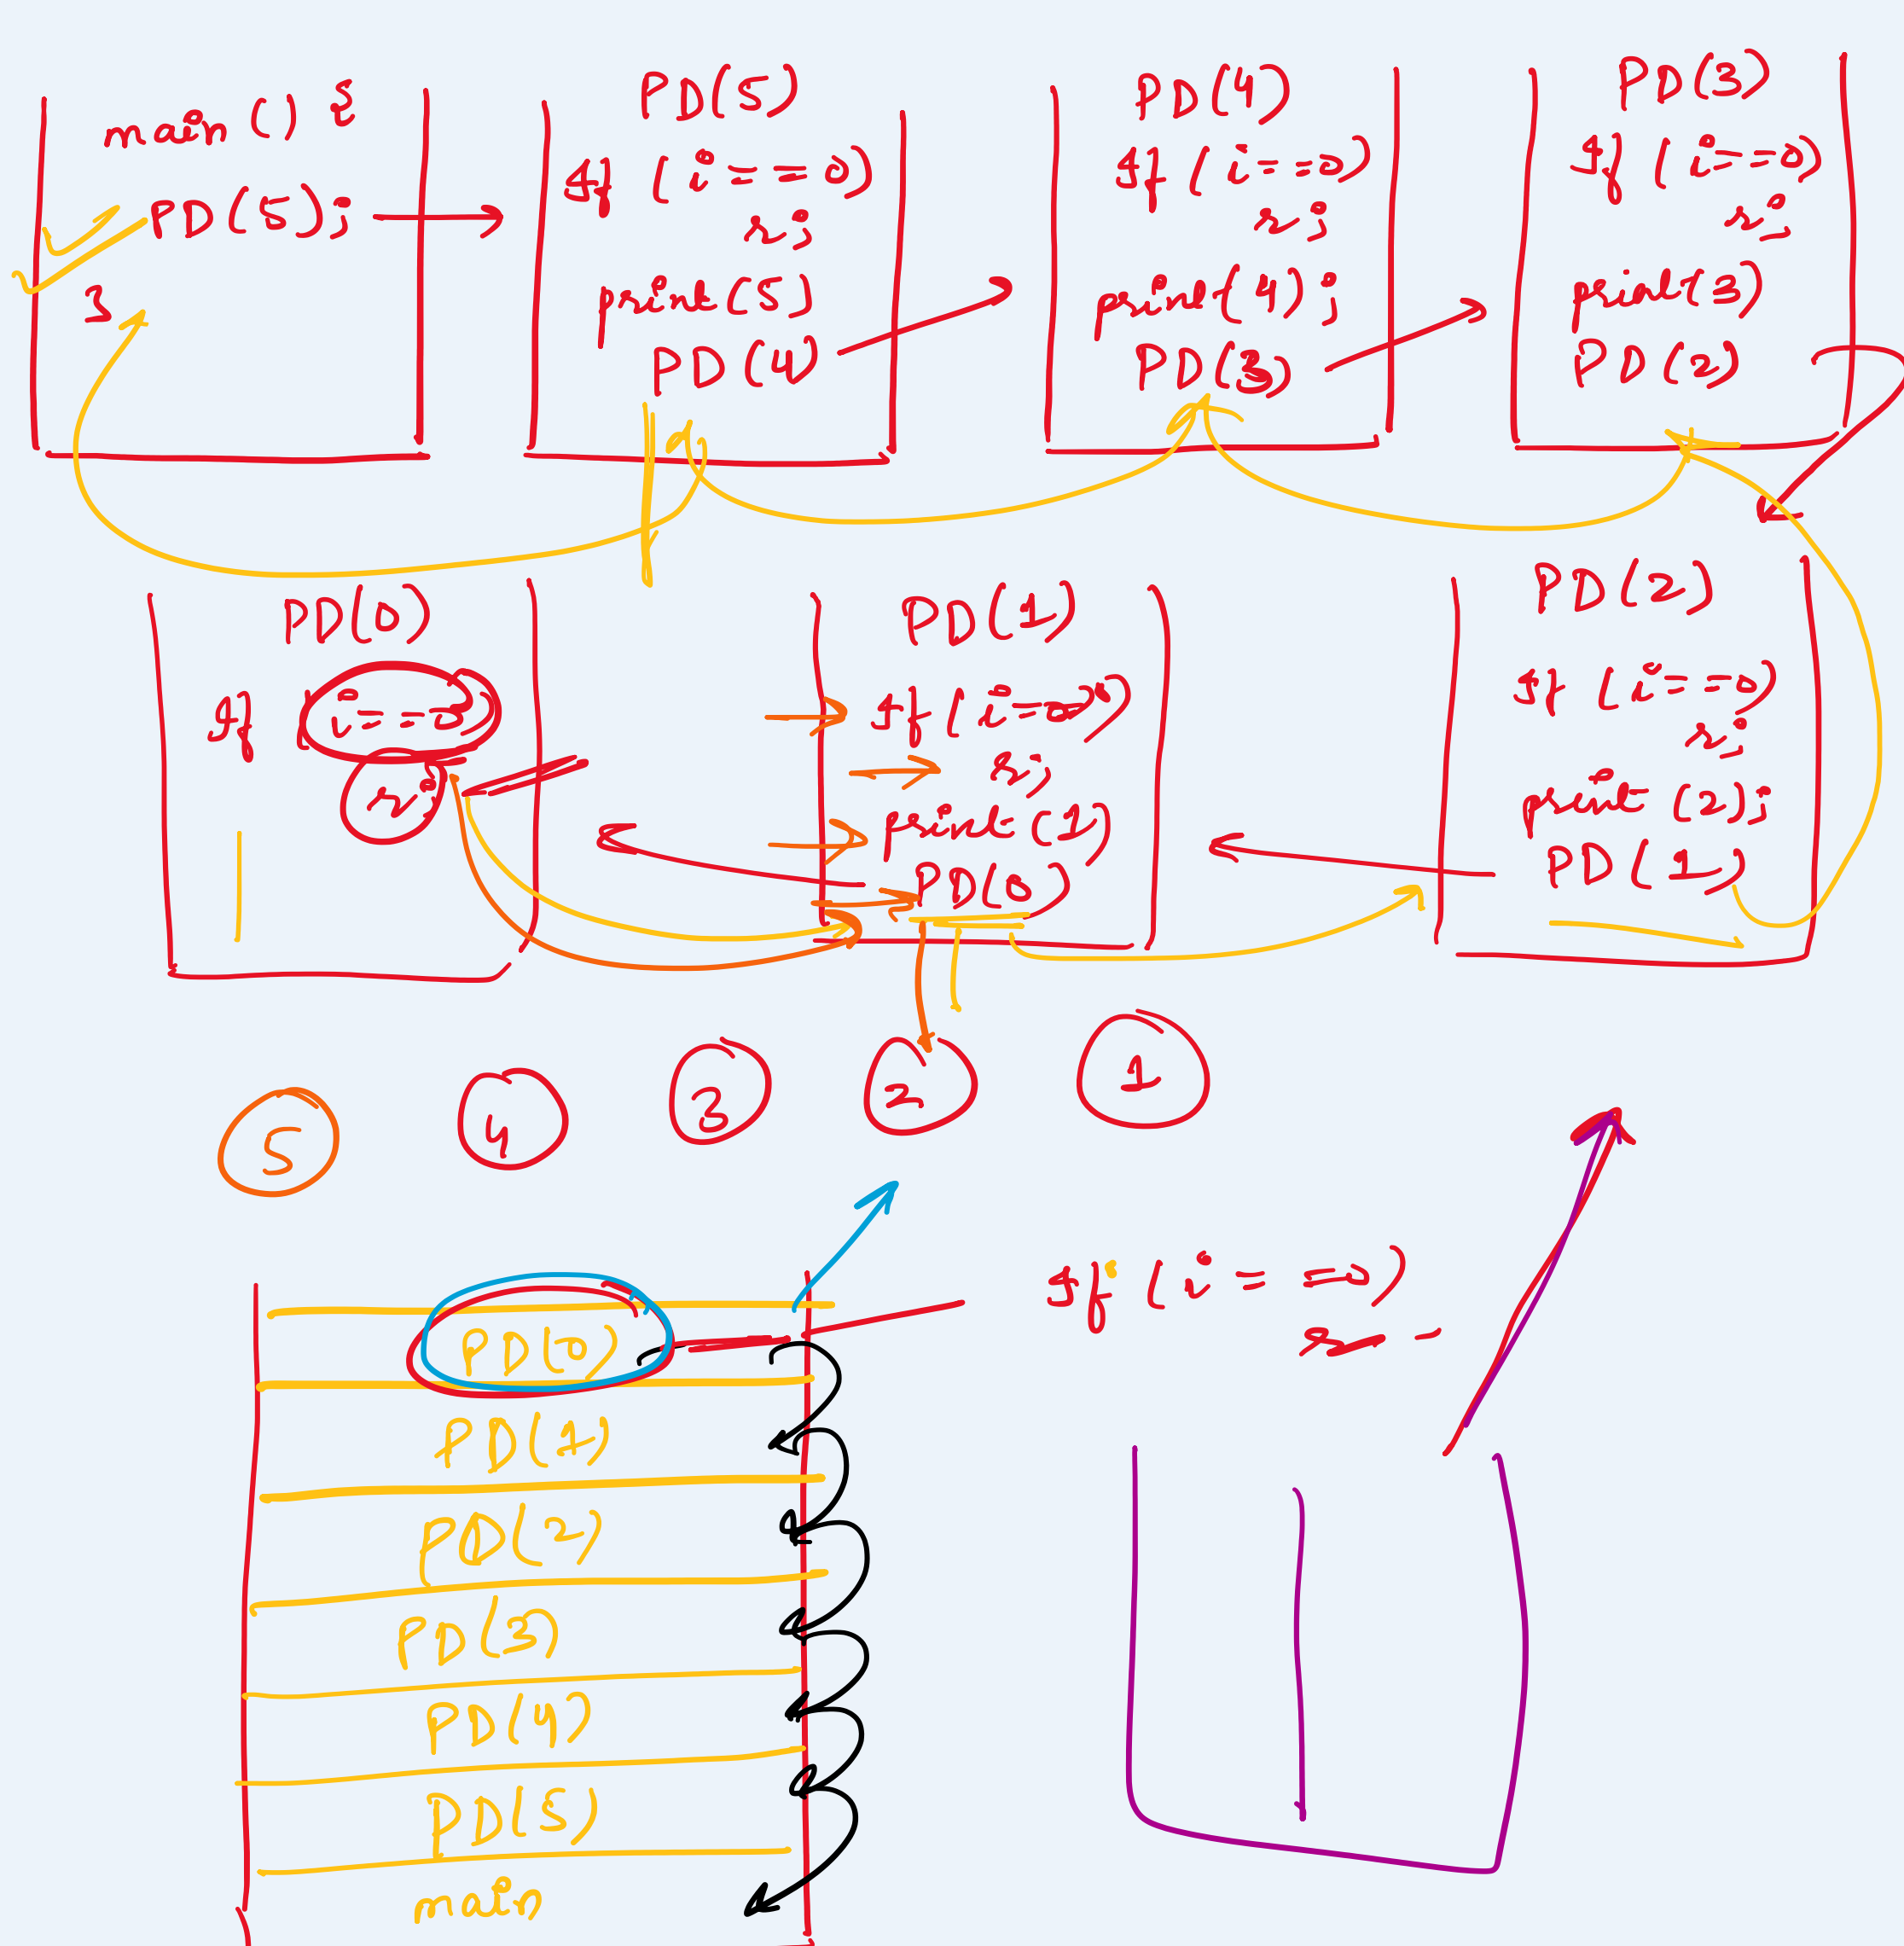 main () {
PD(5);
}
PD(5)
if (i==0)
r;
print(5)
PD(4)
PD(4)
if (i==0)
r;
print(4);
PD(3)
PD(3)
if (i==0)
r;
print(3)
PD(2)
PD(0)
if (i==0)
r;
PD(1)
if (i==0)
r;
print(1)
PD(0)
PD(2)
if (i==0)
r;
print(2);
PD(1)
5
4
3
2
1
if (i==0)
r
PD(0)
PD(1)
PD(2)
PD(3)
PD(4)
PD(5)
main